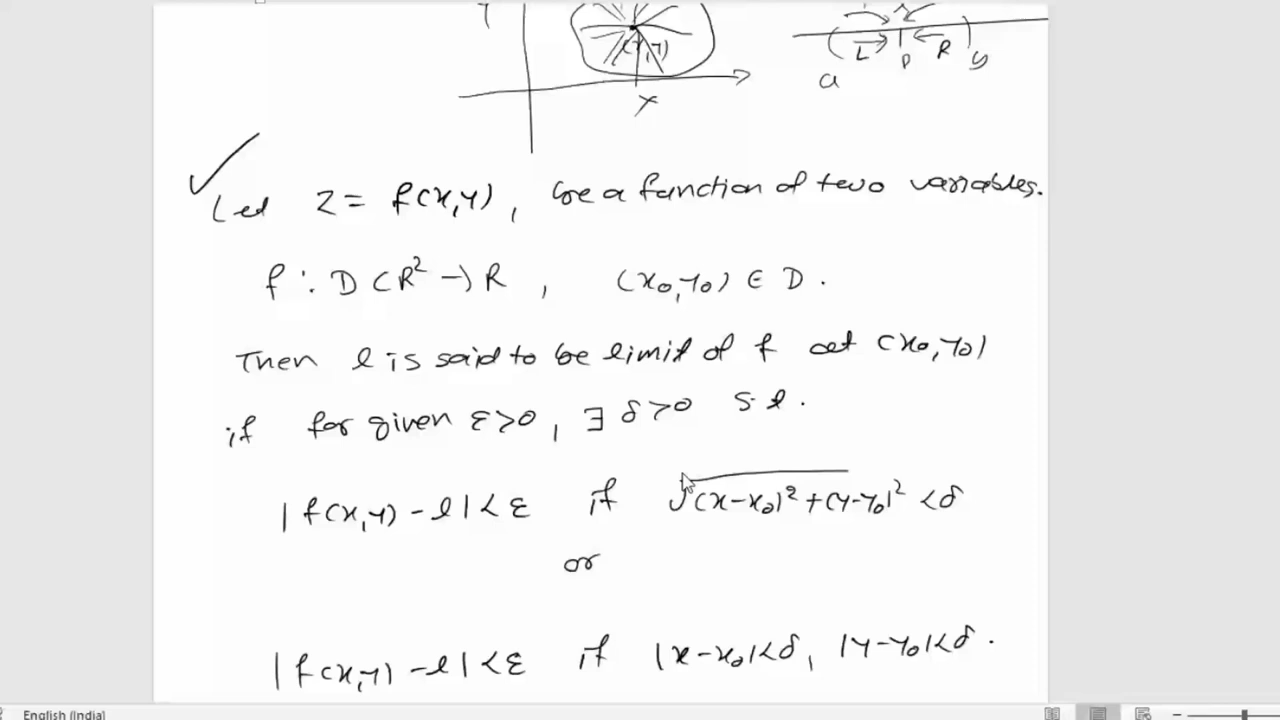 Y
(x,y)
x
L P R
a
Let z = f(x,y), be a function of two variables.
f : D ⊂ R² → R, (x₀,y₀) ∈ D.
Then l is said to be limit of f at (x₀,y₀)
if for given ε>0, ∃ δ>0 s.t.
|f(x,y) - l| < ε if √(x-x₀)²+(y-y₀)² < δ
or
|f(x,y) - l| < ε if |x-x₀|<δ, |y-y₀|<δ.
English (India)